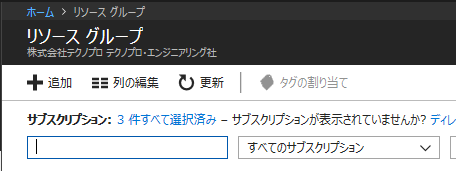 ホーム > リソース グループ
リソース グループ
株式会社テクノプロ テクノプロ・エンジニアリング社
追加 列の編集 更新 タグの割り当て
サブスクリプション: 3 件すべて選択済み – サブスクリプションが表示されていませんか? ディレ
すべてのサブスクリプション